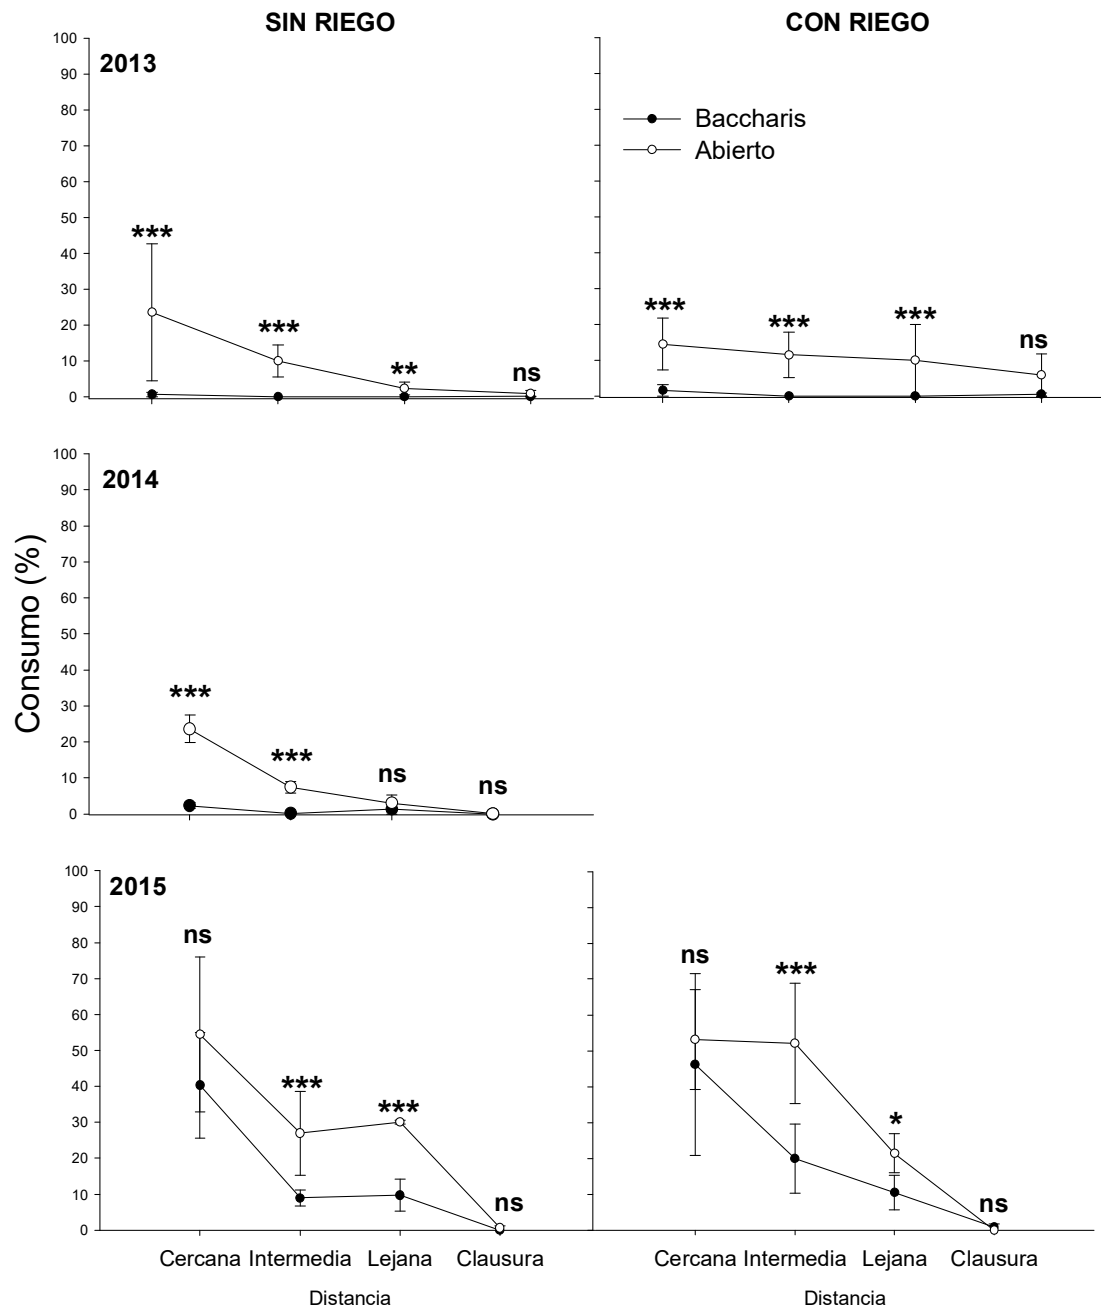 SIN RIEGO
CON RIEGO
2013
100
90
80
70
60
50
40
30
20
10
0
***
***
**
ns
Baccharis
Abierto
***
***
***
ns
Consumo (%)
2014
100
90
80
70
60
50
40
30
20
10
0
***
***
ns
ns
2015
100
90
80
70
60
50
40
30
20
10
0
ns
***
***
ns
ns
***
*
ns
Cercana Intermedia Lejana Clausura
Cercana Intermedia Lejana Clausura
Distancia
Distancia